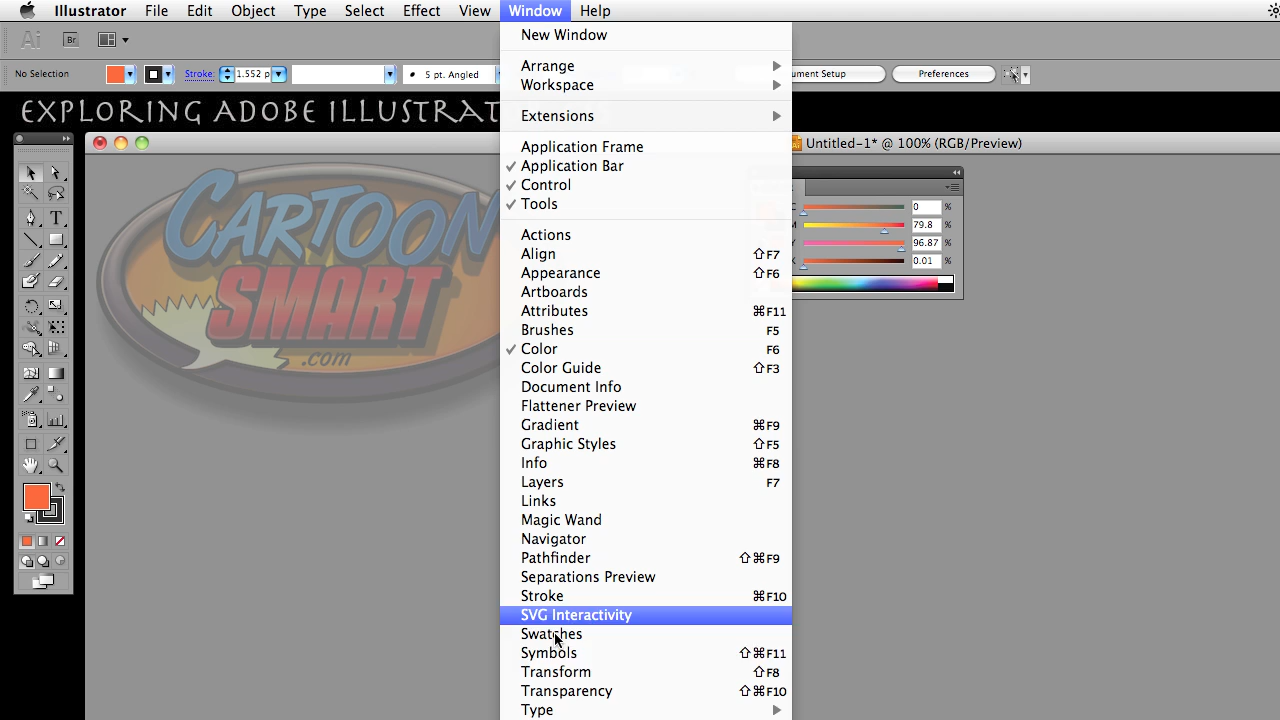 Illustrator File Edit Object Type Select Effect View Window Help
Ai Br
No Selection Stroke: 1.552 p 5 pt. Angled ument Setup Preferences
EXPLORING ADOBE ILLUSTRAT
Untitled-1* @ 100% (RGB/Preview)
CARTOON
SMART
.com
C 0 %
M 79.8 %
Y 96.87 %
K 0.01 %
New Window
Arrange
Workspace
Extensions
Application Frame
✓ Application Bar
✓ Control
✓ Tools
Actions
Align ⇧F7
Appearance ⇧F6
Artboards
Attributes ⌘F11
Brushes F5
✓ Color F6
Color Guide ⇧F3
Document Info
Flattener Preview
Gradient ⌘F9
Graphic Styles ⇧F5
Info ⌘F8
Layers F7
Links
Magic Wand
Navigator
Pathfinder ⇧⌘F9
Separations Preview
Stroke ⌘F10
SVG Interactivity
Swatches
Symbols ⇧⌘F11
Transform ⇧F8
Transparency ⇧⌘F10
Type